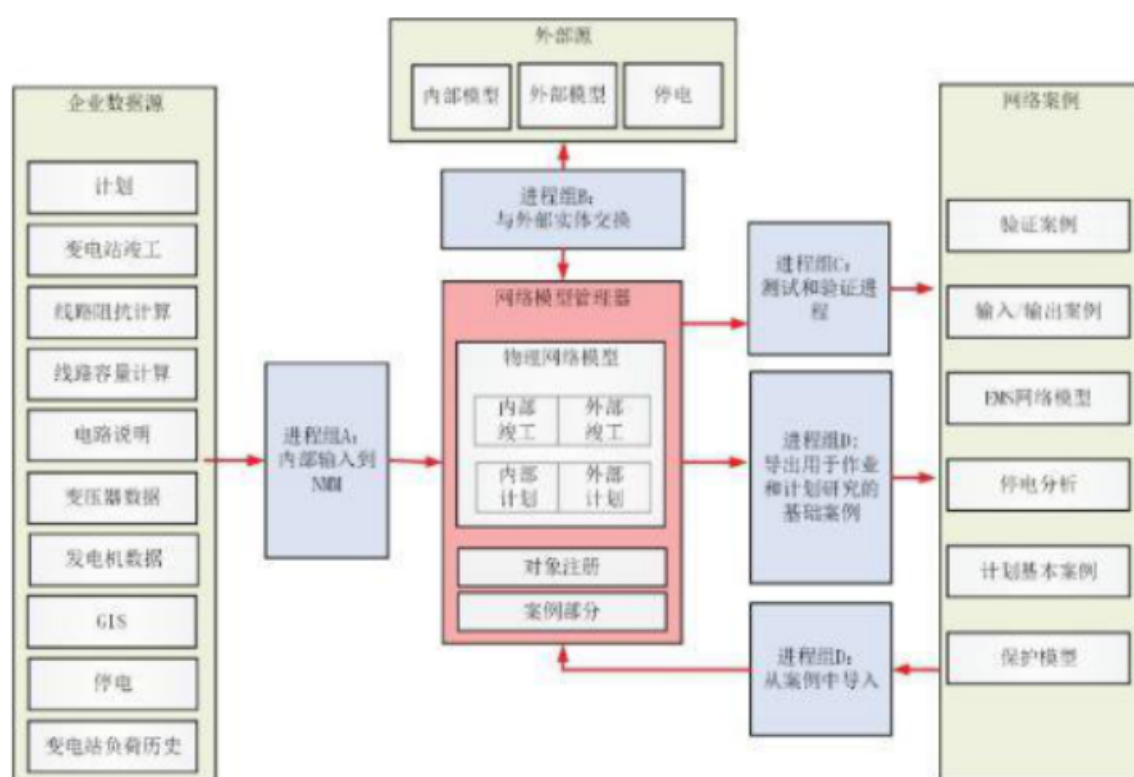 外部源
内部模型
外部模型
停电
企业数据源
计划
变电站竣工
线路阻抗计算
线路容量计算
电路说明
变压器数据
发电机数据
GIS
停电
变电站负荷历史
进程组A：
内部输入到
NMM
进程组B：
与外部实体交换
网络模型管理器
物理网络模型
内部
竣工
外部
竣工
内部
计划
外部
计划
对象注册
案例部分
进程组C：
测试和验证进
程
进程组D：
导出用于作业
和计划研究的
基础案例
进程组D：
从案例中导入
网络案例
验证案例
输入/输出案例
EMS网络模型
停电分析
计划基本案例
保护模型